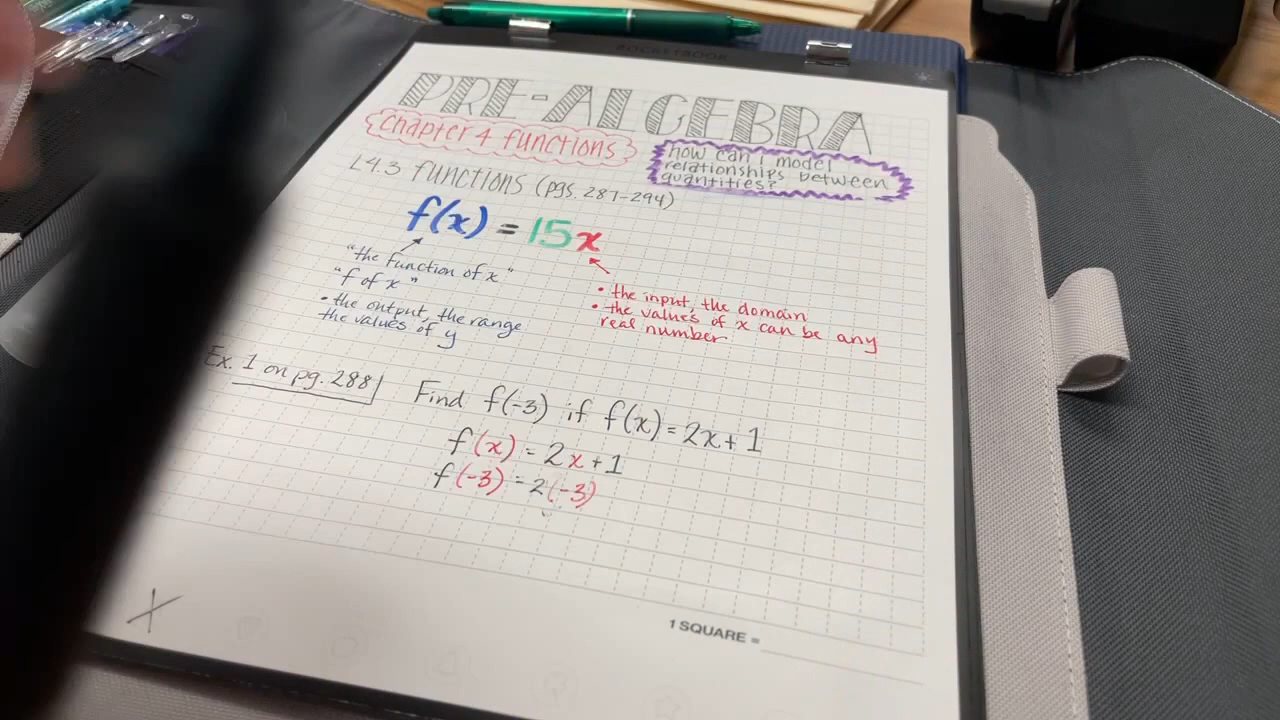 ROCKETBOOK
PRE-ALGEBRA
Chapter 4 functions
how can I model
relationships between
quantities?
L4.3 functions (pgs. 287-294)
f(x) = 15x
"the function of x"
"f of x"
• the output, the range
the values of y
• the input, the domain
• the values of x can be any
real number
Ex. 1 on pg. 288
Find f(-3) if f(x) = 2x + 1
f(x) = 2x + 1
f(-3) = 2(-3)
1 SQUARE =